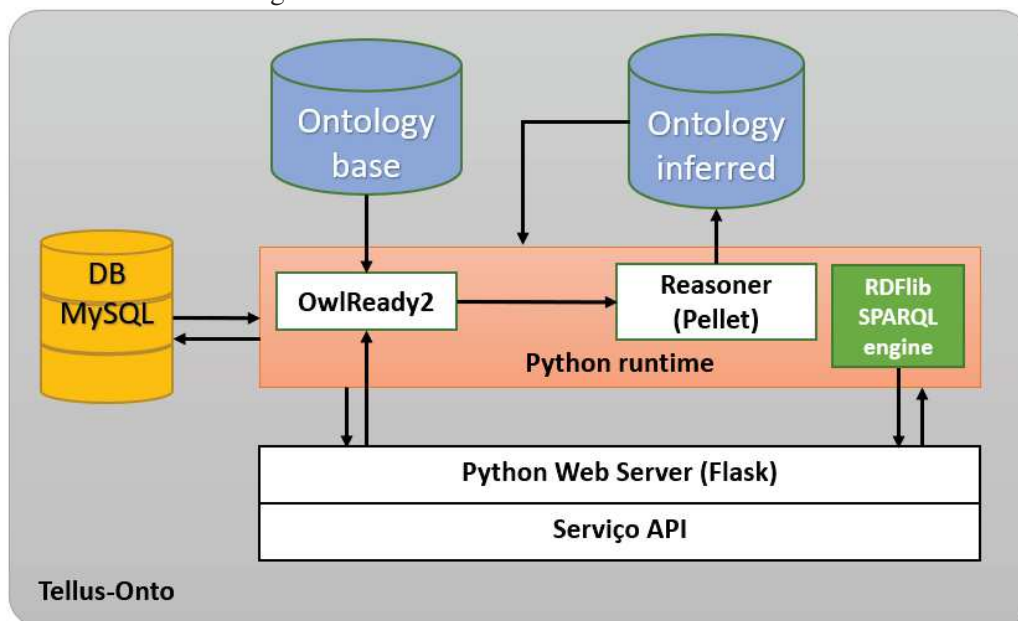 Ontology
base
Ontology
inferred
DB
MySQL
OwlReady2
Reasoner
(Pellet)
RDFlib
SPARQL
engine
Python runtime
Python Web Server (Flask)
Serviço API
Tellus-Onto